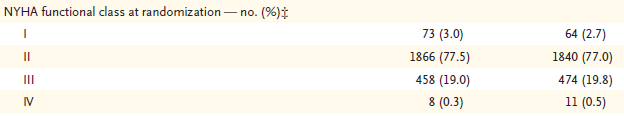 NYHA functional class at randomization — no. (%)‡
I 73 (3.0) 64 (2.7)
II 1866 (77.5) 1840 (77.0)
III 458 (19.0) 474 (19.8)
IV 8 (0.3) 11 (0.5)